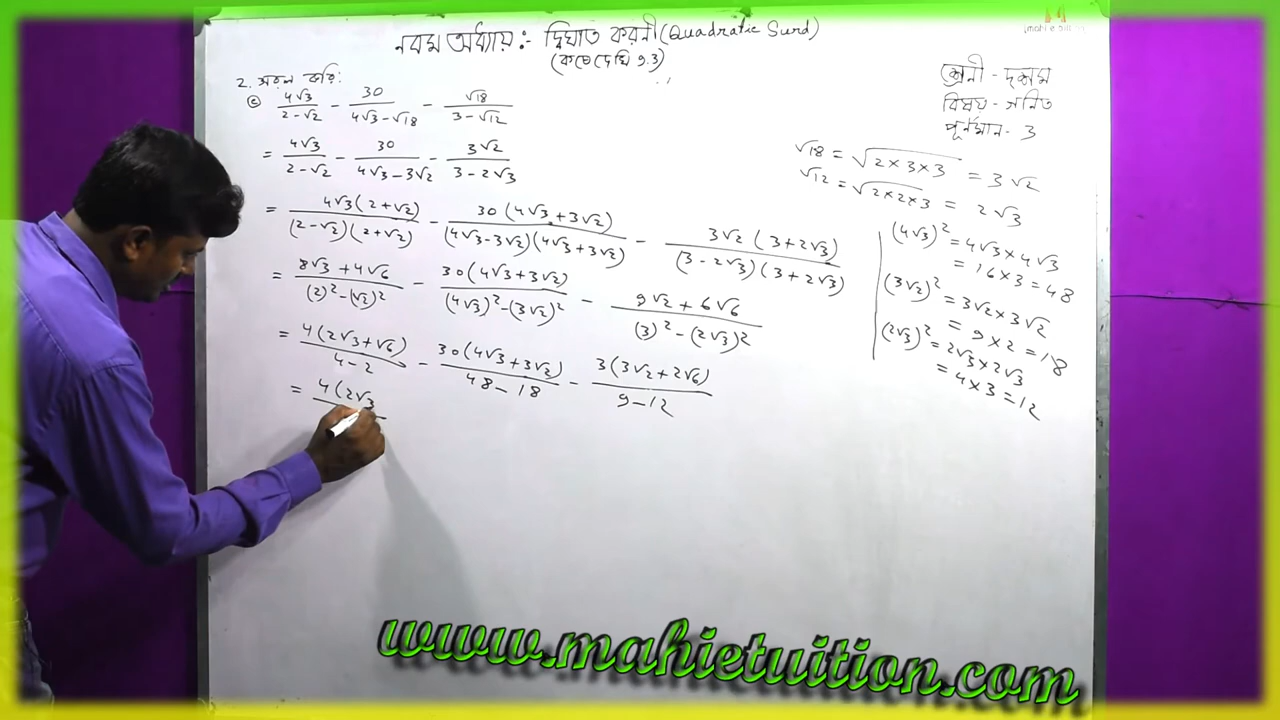 নবম অধ্যায় :- দ্বিঘাত করণী (Quadratic Surd)
(কষে দেখি 9.3)
শ্রেনী - দশম
বিষয় - গনিত
পূর্নমান - 3
2. সরল করি:
(c) 4√3/(2-√2) - 30/(4√3-√18) - √18/(3-√12)
= 4√3/(2-√2) - 30/(4√3-3√2) - 3√2/(3-2√3)
= 4√3(2+√2)/(2-√2)(2+√2) - 30(4√3+3√2)/(4√3-3√2)(4√3+3√2) - 3√2(3+2√3)/(3-2√3)(3+2√3)
= (8√3+4√6)/((2)²-(√2)²) - 30(4√3+3√2)/((4√3)²-(3√2)²) - (9√2+6√6)/((3)²-(2√3)²)
= 4(2√3+√6)/(4-2) - 30(4√3+3√2)/(48-18) - 3(3√2+2√6)/(9-12)
= 4(2√3
√18 = √(2×3×3) = 3√2
√12 = √(2×2×3) = 2√3
(4√3)² = 4√3×4√3
= 16×3 = 48
(3√2)² = 3√2×3√2
= 9×2 = 18
(2√3)² = 2√3×2√3
= 4×3 = 12
www.mahietuition.com